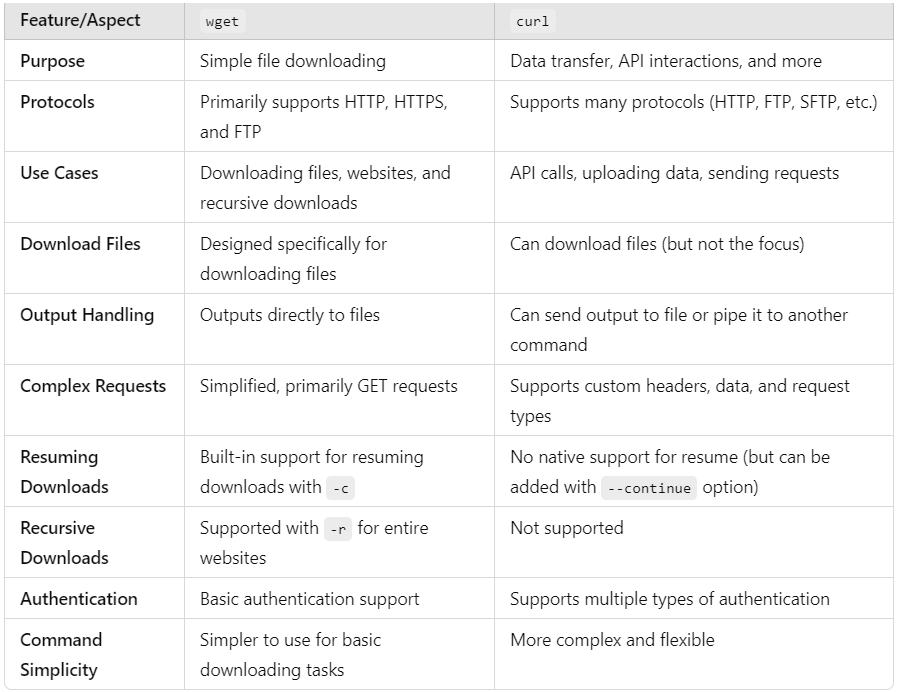 Feature/Aspect wget curl
Purpose Simple file downloading Data transfer, API interactions, and more
Protocols Primarily supports HTTP, HTTPS, Supports many protocols (HTTP, FTP, SFTP, etc.)
and FTP
Use Cases Downloading files, websites, and API calls, uploading data, sending requests
recursive downloads
Download Files Designed specifically for Can download files (but not the focus)
downloading files
Output Handling Outputs directly to files Can send output to file or pipe it to another
command
Complex Requests Simplified, primarily GET requests Supports custom headers, data, and request
types
Resuming Built-in support for resuming No native support for resume (but can be
Downloads downloads with -c added with --continue option)
Recursive Supported with -r for entire Not supported
Downloads websites
Authentication Basic authentication support Supports multiple types of authentication
Command Simpler to use for basic More complex and flexible
Simplicity downloading tasks